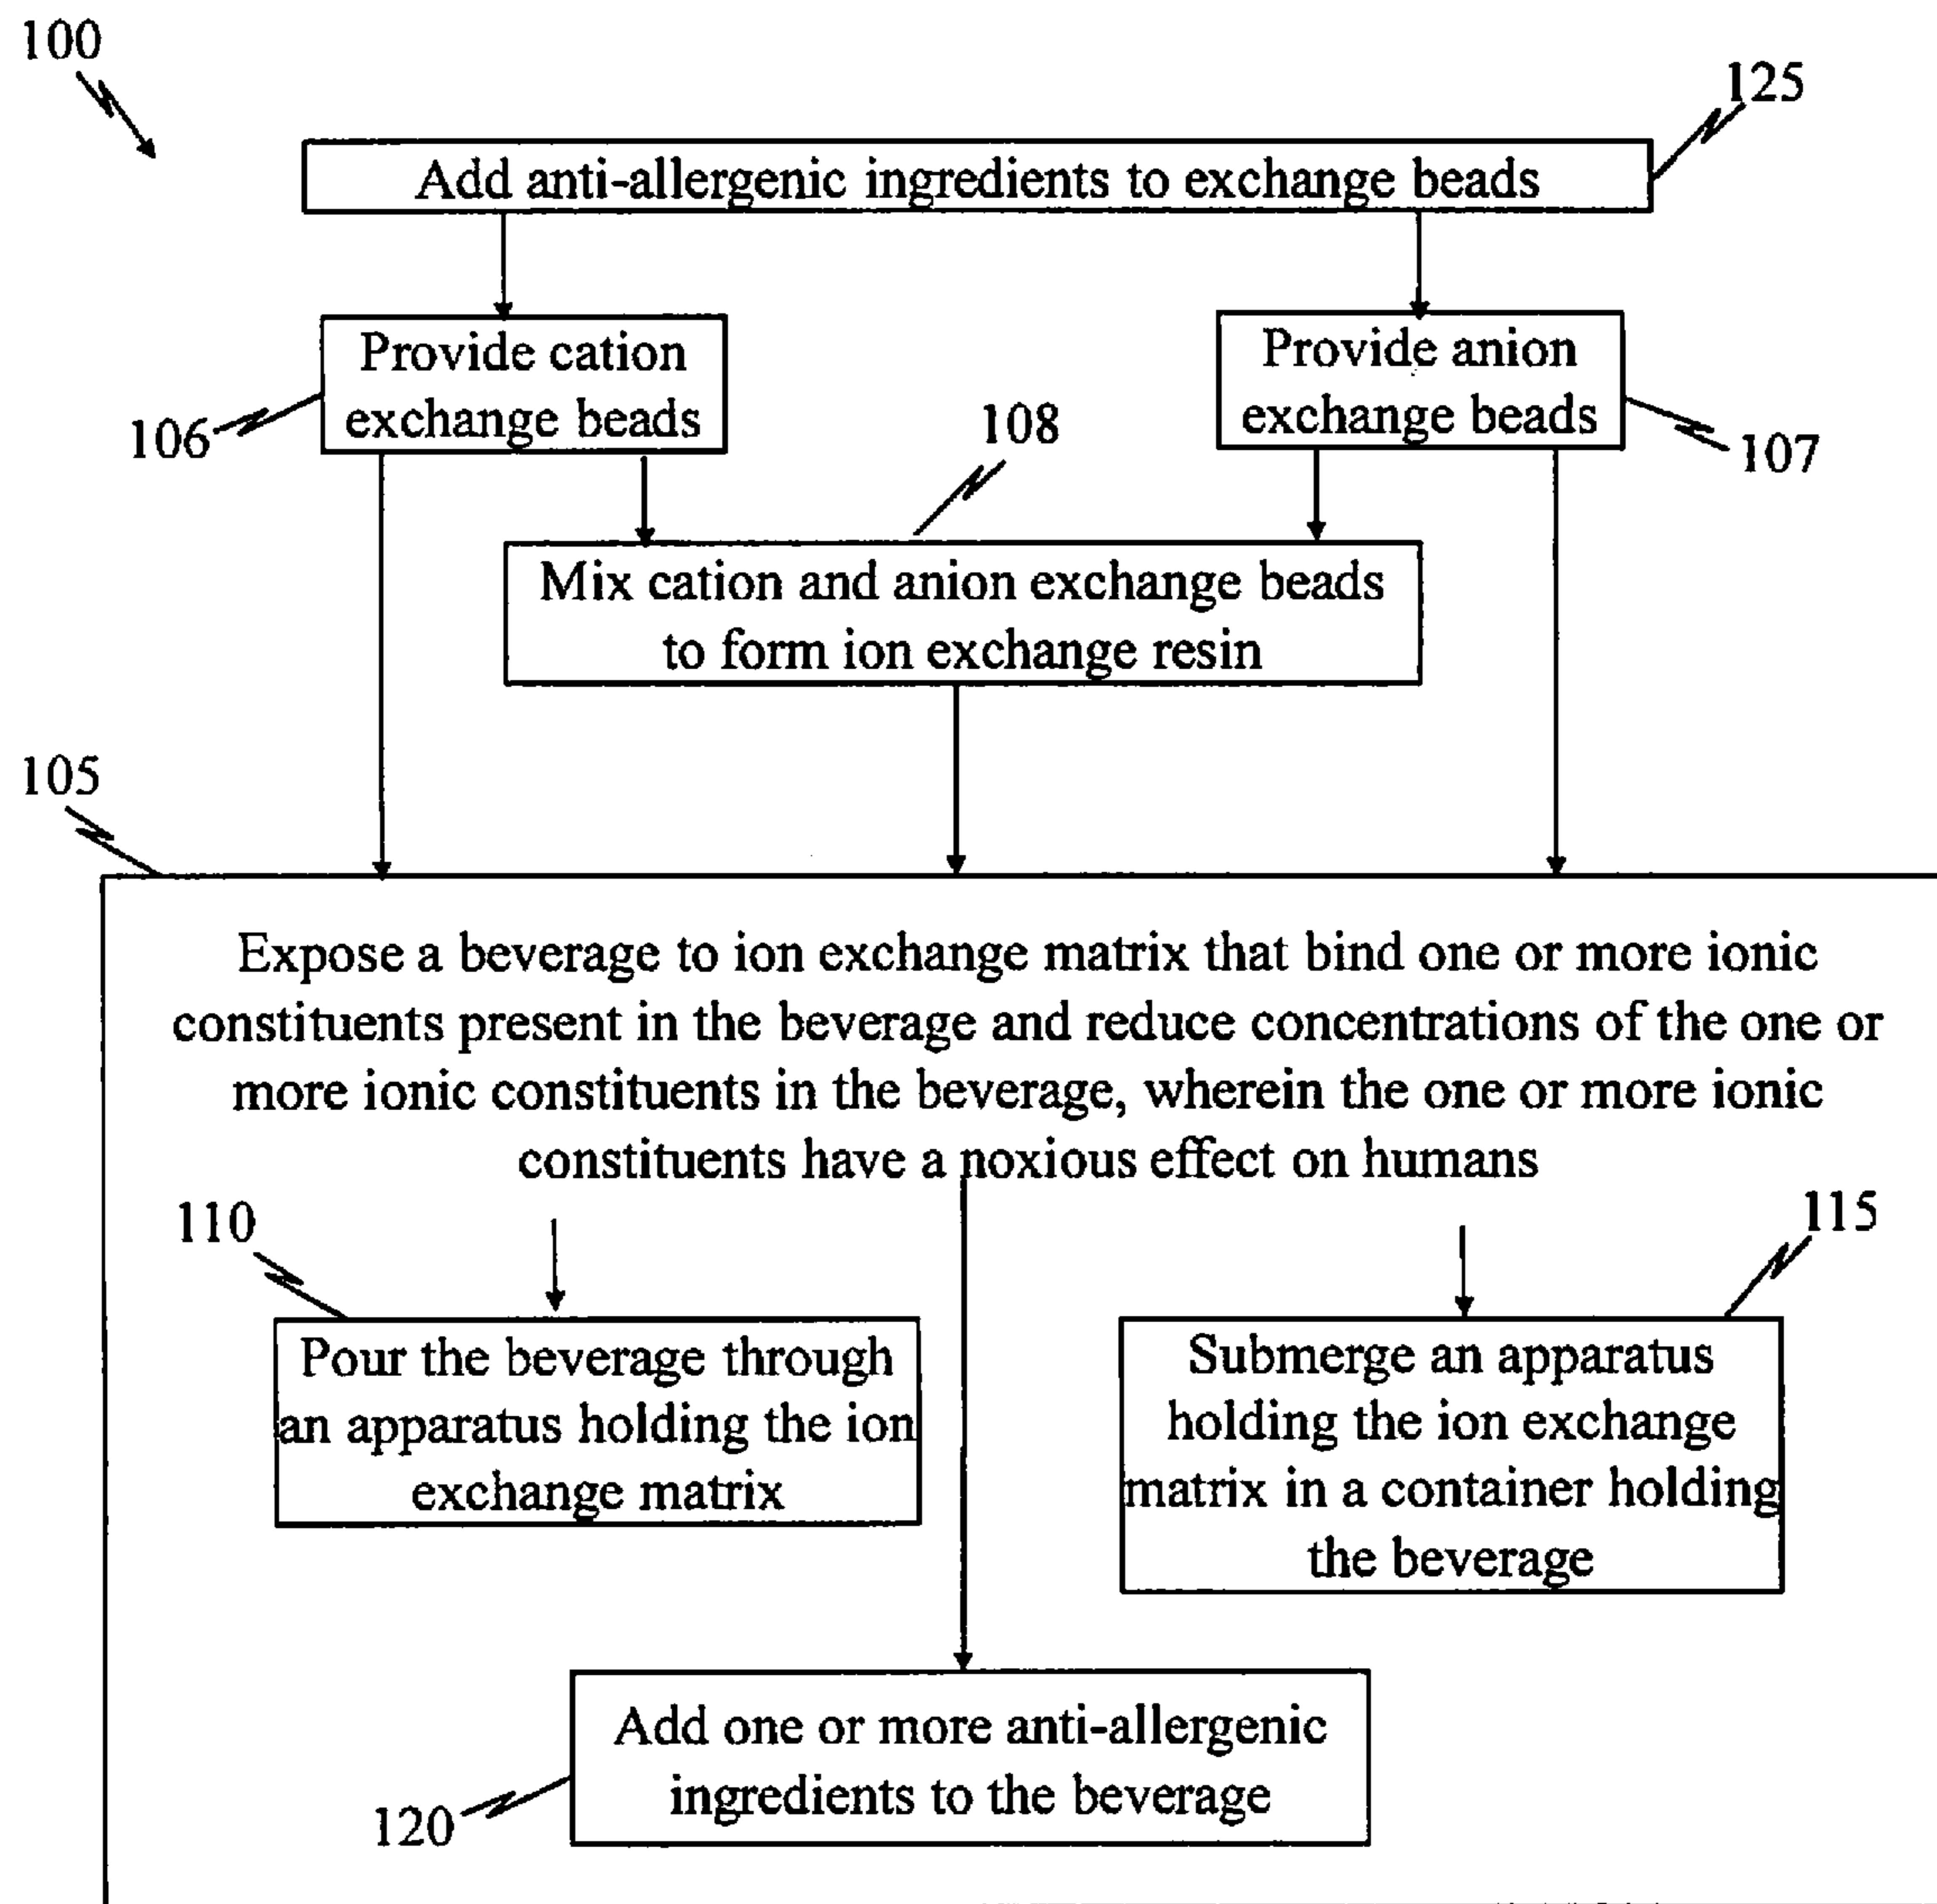 100
125
Add anti-allergenic ingredients to exchange beads
Provide cation
exchange beads
106
Provide anion
exchange beads
107
108
Mix cation and anion exchange beads
to form ion exchange resin
105
Expose a beverage to ion exchange matrix that bind one or more ionic
constituents present in the beverage and reduce concentrations of the one or
more ionic constituents in the beverage, wherein the one or more ionic
constituents have a noxious effect on humans
110
Pour the beverage through
an apparatus holding the ion
exchange matrix
115
Submerge an apparatus
holding the ion exchange
matrix in a container holding
the beverage
Add one or more anti-allergenic
ingredients to the beverage
120